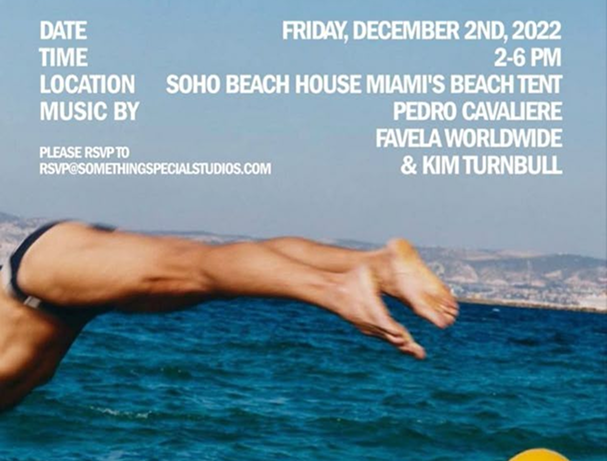 DATE FRIDAY, DECEMBER 2ND, 2022
TIME 2-6 PM
LOCATION SOHO BEACH HOUSE MIAMI'S BEACH TENT
MUSIC BY PEDRO CAVALIERE
FAVELA WORLDWIDE
& KIM TURNBULL
PLEASE RSVP TO
RSVP@SOMETHINGSPECIALSTUDIOS.COM